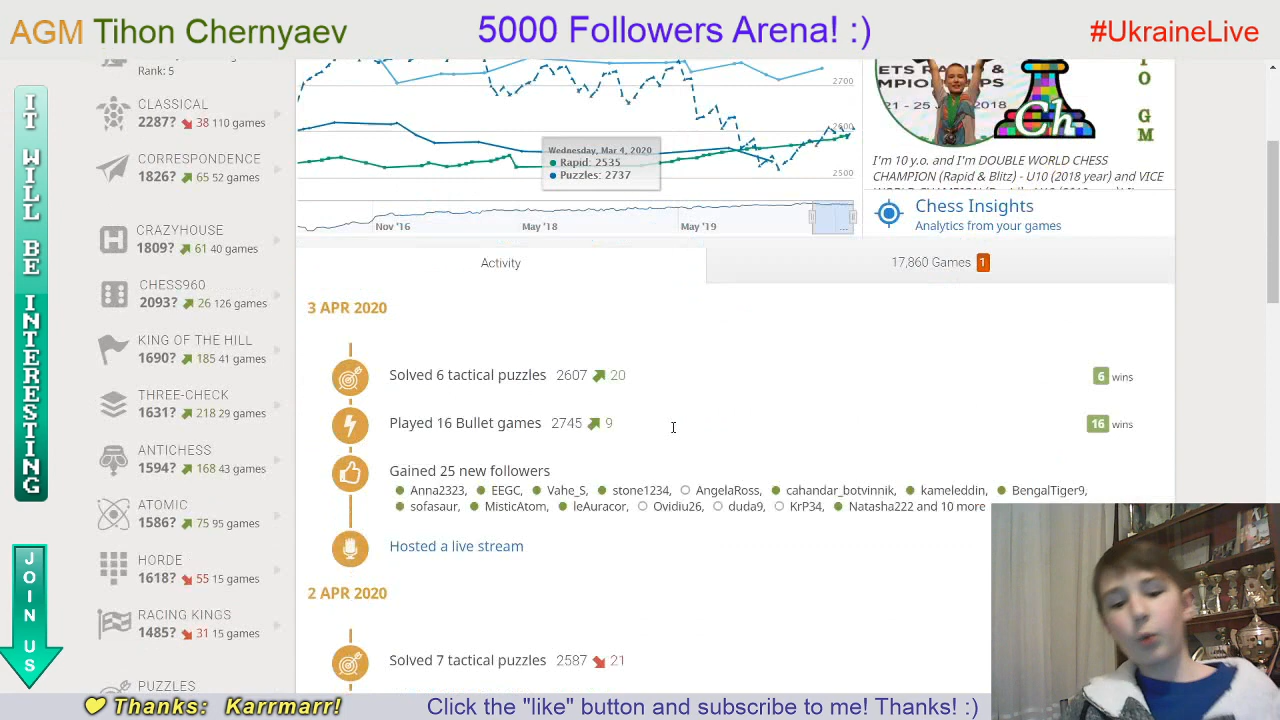 AGM Tihon Chernyaev
5000 Followers Arena! :)
#UkraineLive
IT WILL BE INTERESTING
JOIN US
Rank: 5
CLASSICAL
2287? 38 110 games
CORRESPONDENCE
1826? 65 52 games
CRAZYHOUSE
1809? 61 40 games
CHESS960
2093? 26 126 games
KING OF THE HILL
1690? 185 41 games
THREE-CHECK
1631? 218 29 games
ANTICHESS
1594? 168 43 games
ATOMIC
1586? 75 95 games
HORDE
1618? 55 15 games
RACING KINGS
1485? 31 15 games
PUZZLES
2700
2600
2500
Wednesday, Mar 4, 2020
Rapid: 2535
Puzzles: 2737
Nov '16
May '18
May '19
...
21 - 25 2018
Ch
TO GM
I'm 10 y.o. and I'm DOUBLE WORLD CHESS
CHAMPION (Rapid & Blitz) - U10 (2018 year) and VICE
Chess Insights
Analytics from your games
Activity
17,860 Games 1
3 APR 2020
Solved 6 tactical puzzles 2607 20
6 wins
Played 16 Bullet games 2745 9
16 wins
Gained 25 new followers
Anna2323, EEGC, Vahe_S, stone1234, AngelaRoss, cahandar_botvinnik, kameleddin, BengalTiger9,
sofasaur, MisticAtom, leAuracor, Ovidiu26, duda9, KrP34, Natasha222 and 10 more
Hosted a live stream
2 APR 2020
Solved 7 tactical puzzles 2587 21
Thanks: Karrmarr!
Click the "like" button and subscribe to me! Thanks! :)